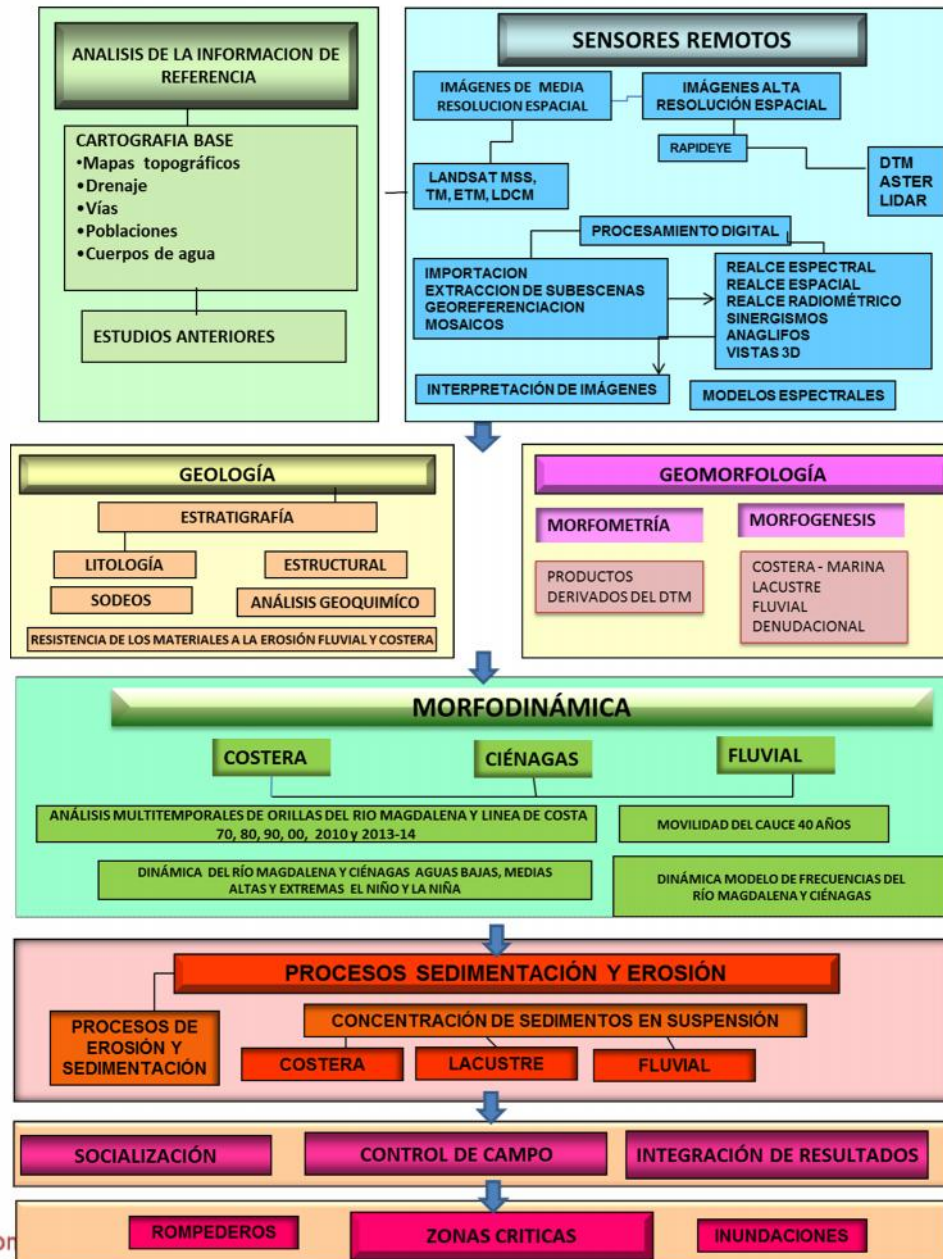 ANALISIS DE LA INFORMACION DE
REFERENCIA
CARTOGRAFIA BASE
•Mapas topográficos
•Drenaje
•Vías
•Poblaciones
•Cuerpos de agua
ESTUDIOS ANTERIORES
SENSORES REMOTOS
IMÁGENES DE MEDIA
RESOLUCION ESPACIAL
IMÁGENES ALTA
RESOLUCIÓN ESPACIAL
RAPIDEYE
LANDSAT MSS,
TM, ETM, LDCM
DTM
ASTER
LIDAR
PROCESAMIENTO DIGITAL
IMPORTACION
EXTRACCION DE SUBESCENAS
GEOREFERENCIACION
MOSAICOS
REALCE ESPECTRAL
REALCE ESPACIAL
REALCE RADIOMÉTRICO
SINERGISMOS
ANAGLIFOS
VISTAS 3D
INTERPRETACIÓN DE IMÁGENES
MODELOS ESPECTRALES
GEOLOGÍA
ESTRATIGRAFÍA
LITOLOGÍA
ESTRUCTURAL
SODEOS
ANÁLISIS GEOQUIMÍCO
RESISTENCIA DE LOS MATERIALES A LA EROSIÓN FLUVIAL Y COSTERA
GEOMORFOLOGÍA
MORFOMETRÍA
MORFOGENESIS
PRODUCTOS
DERIVADOS DEL DTM
COSTERA - MARINA
LACUSTRE
FLUVIAL
DENUDACIONAL
MORFODINÁMICA
COSTERA
CIÉNAGAS
FLUVIAL
ANÁLISIS MULTITEMPORALES DE ORILLAS DEL RIO MAGDALENA Y LINEA DE COSTA
70, 80, 90, 00, 2010 y 2013-14
MOVILIDAD DEL CAUCE 40 AÑOS
DINÁMICA DEL RÍO MAGDALENA Y CIÉNAGAS AGUAS BAJAS, MEDIAS
ALTAS Y EXTREMAS EL NIÑO Y LA NIÑA
DINÁMICA MODELO DE FRECUENCIAS DEL
RÍO MAGDALENA Y CIÉNAGAS
PROCESOS SEDIMENTACIÓN Y EROSIÓN
PROCESOS DE
EROSIÓN Y
SEDIMENTACIÓN
CONCENTRACIÓN DE SEDIMENTOS EN SUSPENSIÓN
COSTERA
LACUSTRE
FLUVIAL
SOCIALIZACIÓN
CONTROL DE CAMPO
INTEGRACIÓN DE RESULTADOS
ROMPEDEROS
ZONAS CRITICAS
INUNDACIONES